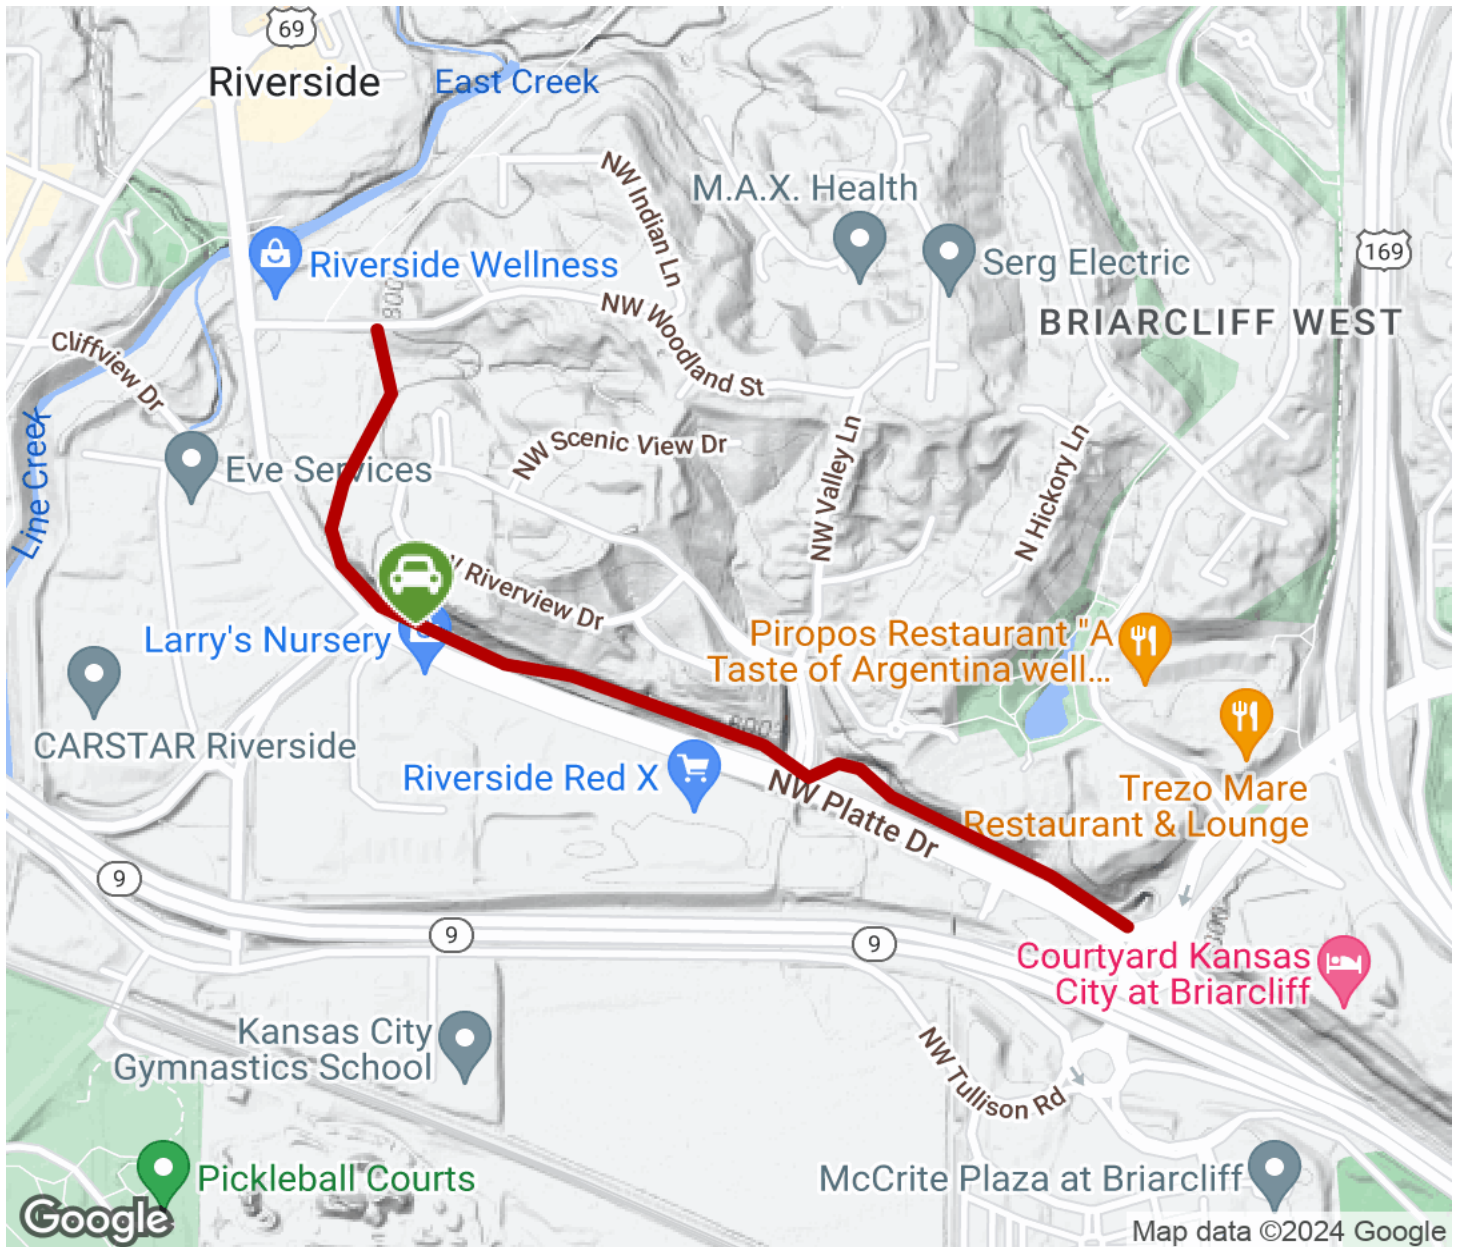 69
Riverside
East Creek
NW Indian Ln
M.A.X. Health
169
Riverside Wellness
Serg Electric
800
NW Woodland St
BRIARCLIFF WEST
Cliffview Dr
Line Creek
Eve Services
NW Scenic View Dr
NW Valley Ln
N Hickory Ln
Riverview Dr
Larry's Nursery
Piropos Restaurant "A
Taste of Argentina well...
CARSTAR Riverside
800
Riverside Red X
NW Platte Dr
Trezo Mare
Restaurant & Lounge
9
9
9
Courtyard Kansas
City at Briarcliff
Kansas City
Gymnastics School
NW Tullison Rd
Pickleball Courts
McCrite Plaza at Briarcliff
Google
Map data ©2024 Google